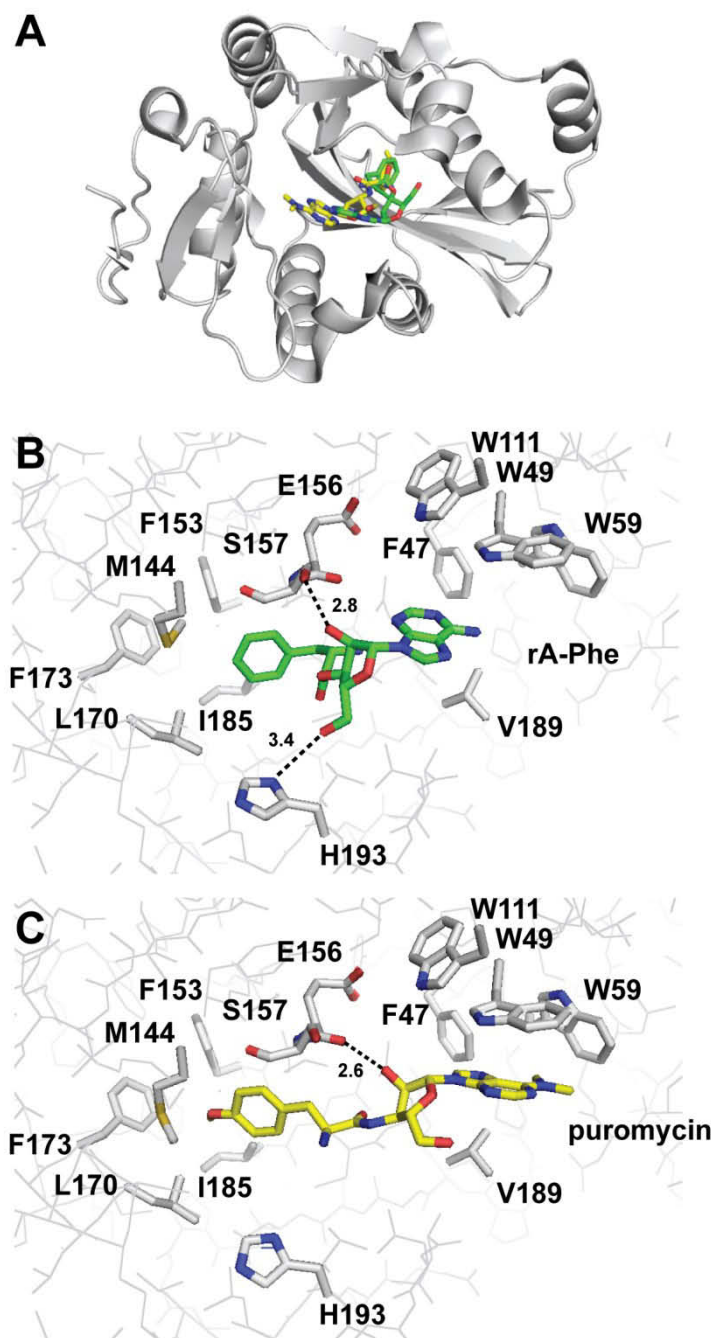 A
B
W111
W49
E156
F153
S157
F47
W59
M144
2.8
rA-Phe
F173
L170
I185
V189
3.4
H193
C
W111
W49
E156
F153
S157
F47
W59
M144
2.6
puromycin
F173
L170
I185
V189
H193